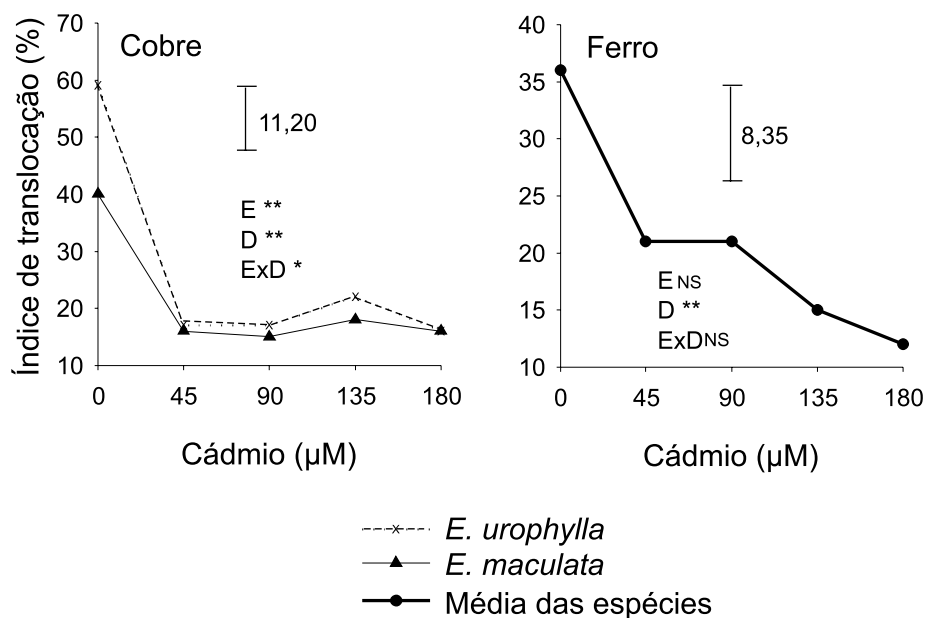 Índice de translocação (%)
Cobre
70
60
50
40
30
20
10
11,20
E **
D **
ExD *
0 45 90 135 180
Cádmio (µM)
Ferro
40
35
30
25
20
15
10
8,35
E NS
D **
ExDNS
0 45 90 135 180
Cádmio (µM)
E. urophylla
E. maculata
Média das espécies